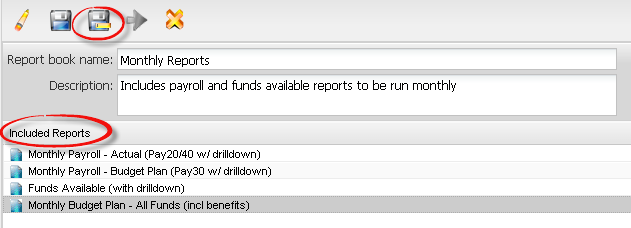 Report book name: Monthly Reports
Description: Includes payroll and funds available reports to be run monthly
Included Reports
Monthly Payroll - Actual (Pay20/40 w/ drilldown)
Monthly Payroll - Budget Plan (Pay30 w/ drilldown)
Funds Available (with drilldown)
Monthly Budget Plan - All Funds (incl benefits)